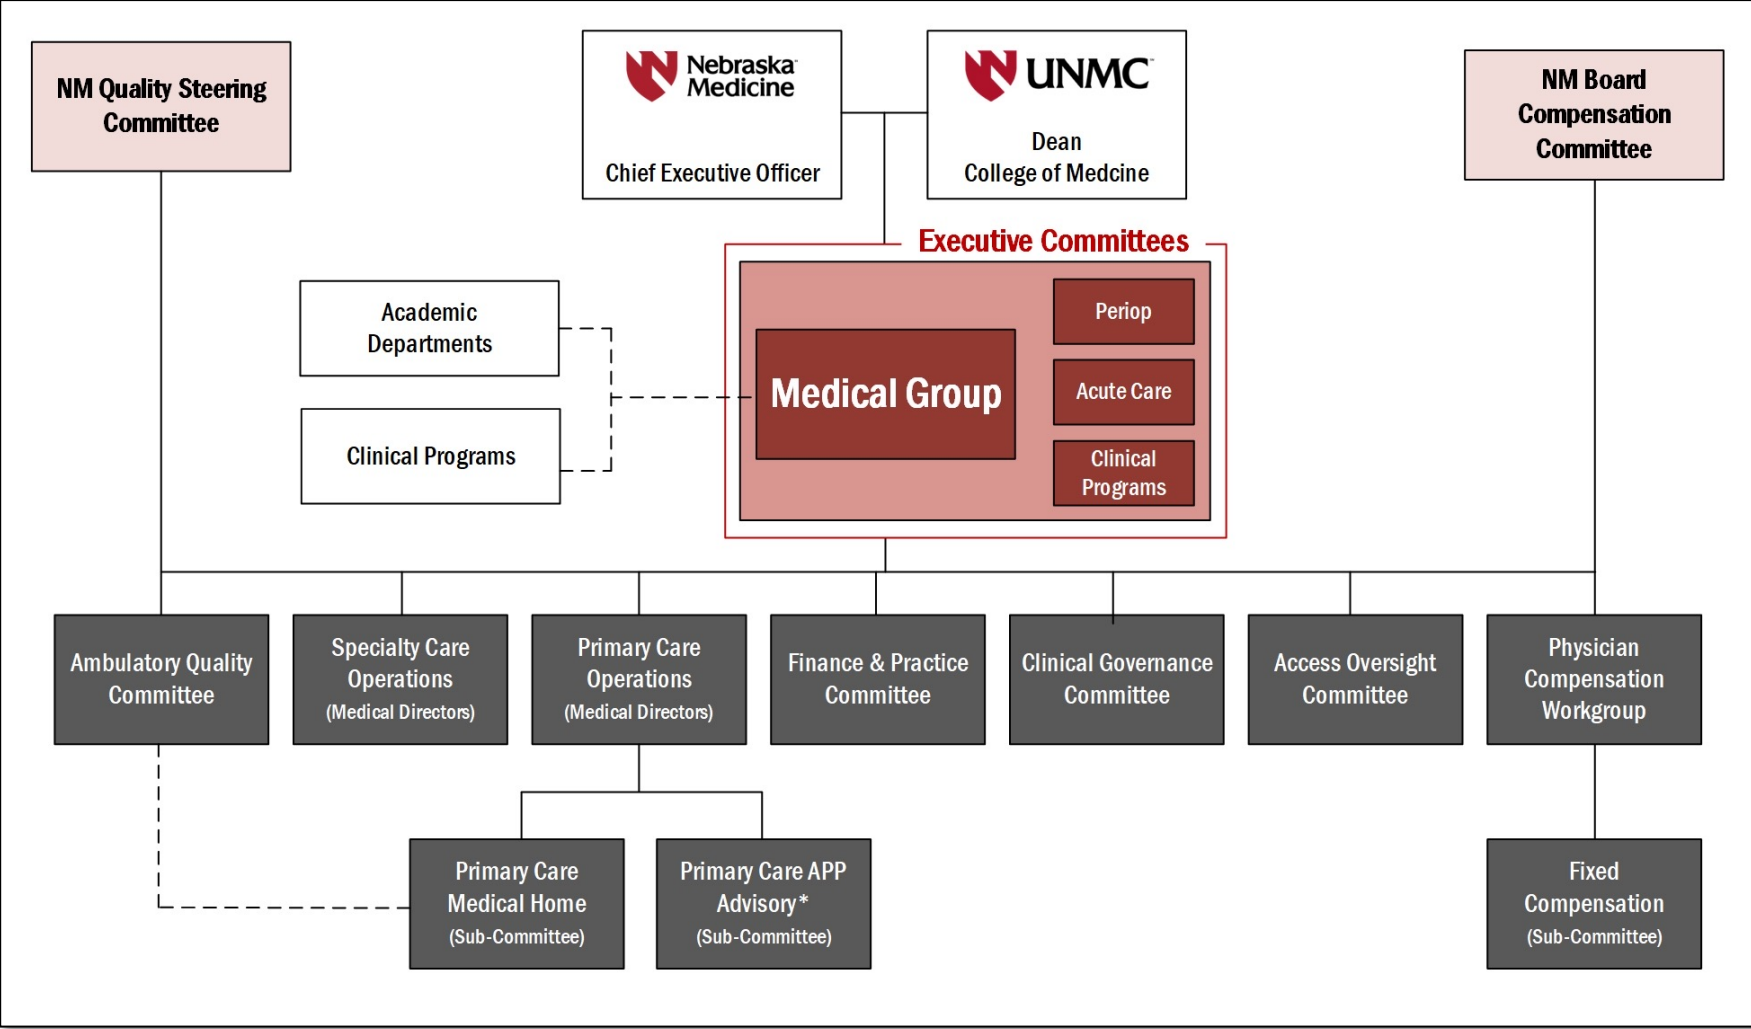 NM Quality Steering
Committee
Nebraska
Medicine
Chief Executive Officer
UNMC
Dean
College of Medcine
NM Board
Compensation
Committee
Executive Committees
Academic
Departments
Clinical Programs
Medical Group
Periop
Acute Care
Clinical
Programs
Ambulatory Quality
Committee
Specialty Care
Operations
(Medical Directors)
Primary Care
Operations
(Medical Directors)
Finance & Practice
Committee
Clinical Governance
Committee
Access Oversight
Committee
Physician
Compensation
Workgroup
Primary Care
Medical Home
(Sub-Committee)
Primary Care APP
Advisory*
(Sub-Committee)
Fixed
Compensation
(Sub-Committee)